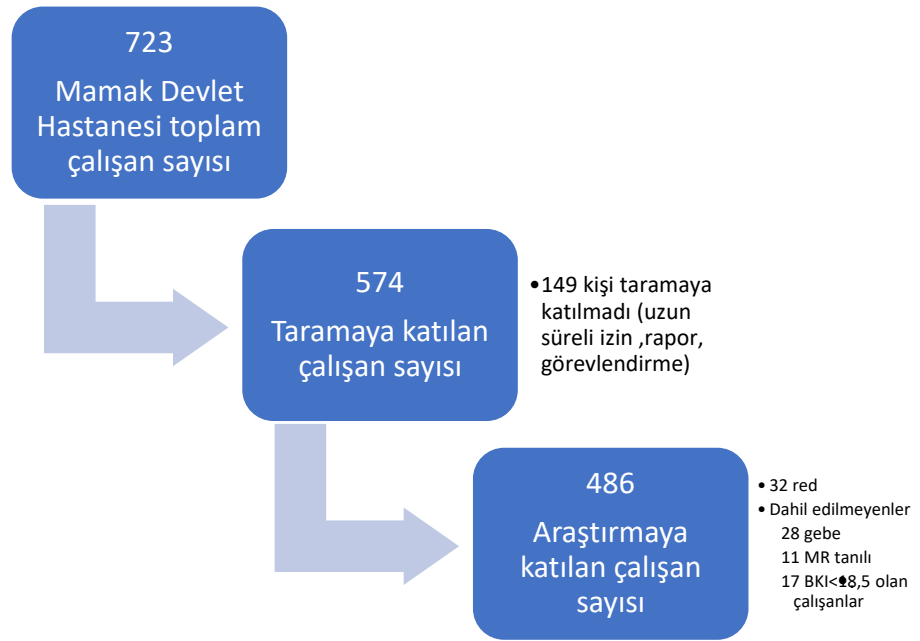 723
Mamak Devlet
Hastanesi toplam
çalışan sayısı
574
Taramaya katılan
çalışan sayısı
•149 kişi taramaya
katılmadı (uzun
süreli izin ,rapor,
görevlendirme)
486
Araştırmaya
katılan çalışan
sayısı
• 32 red
• Dahil edilmeyenler
28 gebe
11 MR tanılı
17 BKI<18,5 olan
çalışanlar